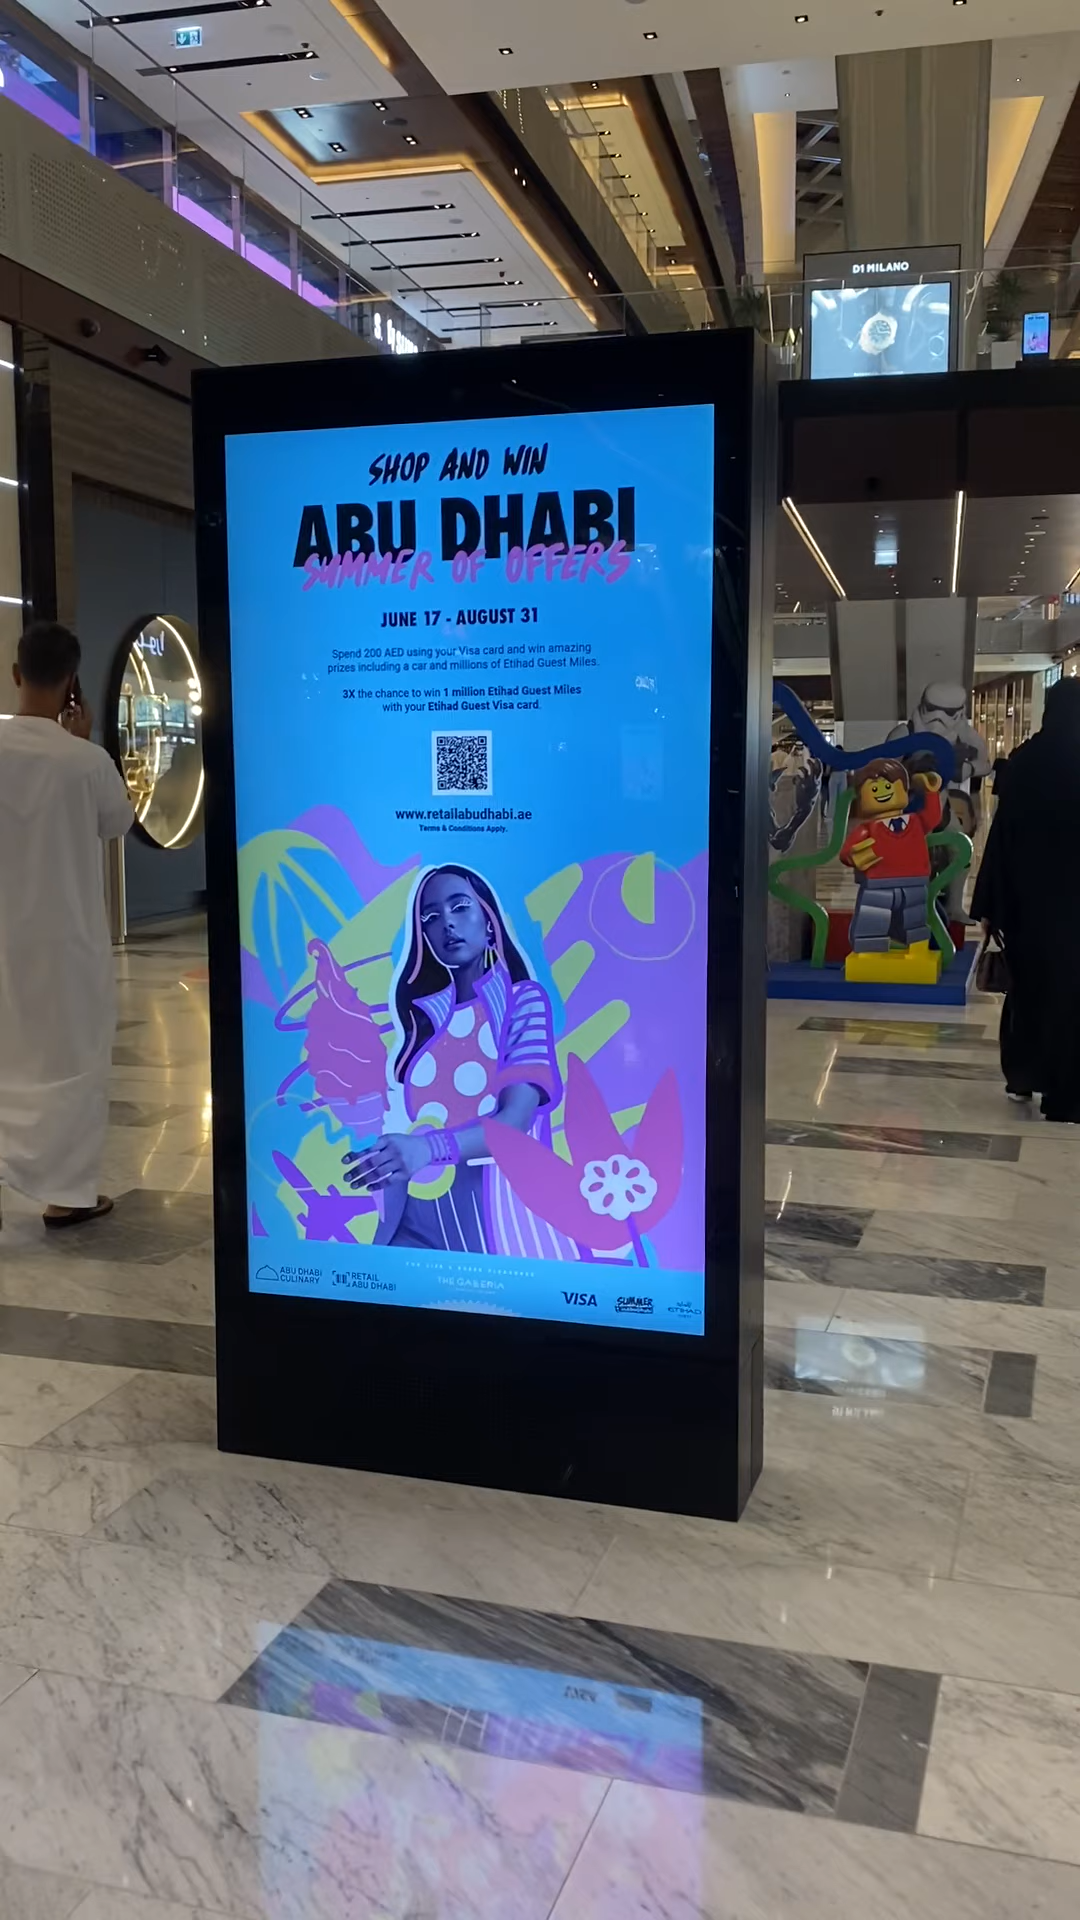 D1 MILANO
SHOP AND WIN
ABU DHABI
SUMMER OF OFFERS
JUNE 17 - AUGUST 31
Spend 200 AED using your Visa card and win amazing
prizes including a car and millions of Etihad Guest Miles.
3X the chance to win 1 million Etihad Guest Miles
with your Etihad Guest Visa card.
www.retailabudhabi.ae
Terms & Conditions Apply.
ABU DHABI
CULINARY
RETAIL
ABU DHABI
THE GALLERIA
VISA
SUMMER
ETIHAD